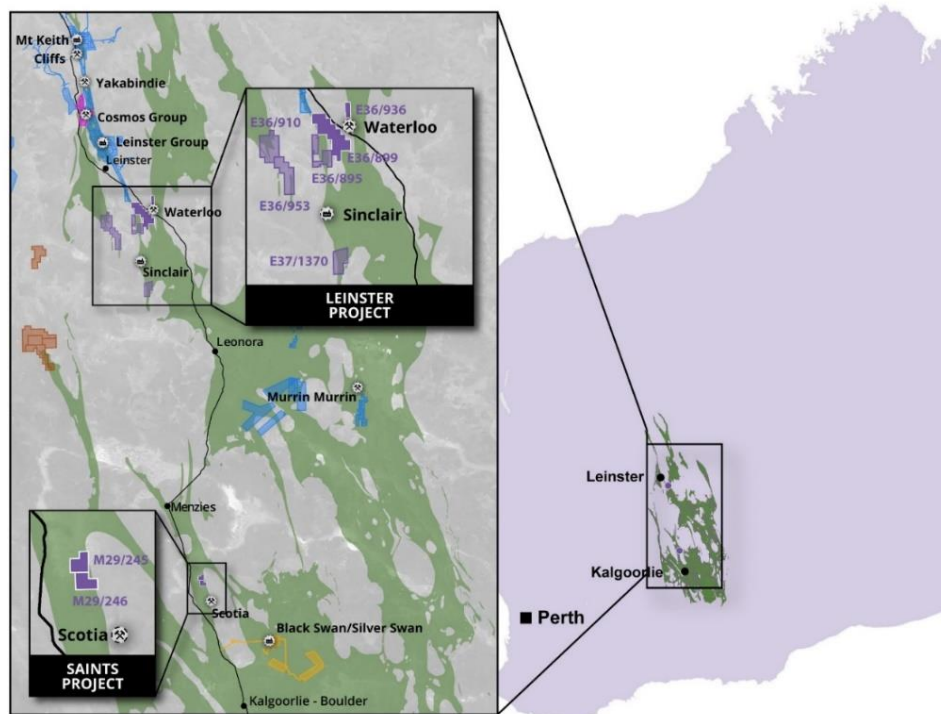 Mt Keith
Cliffs
Yakabindie
Cosmos Group
Leinster Group
Leinster
Waterloo
Sinclair
E36/936
E36/910
Waterloo
E36/899
E36/895
E36/953
Sinclair
E37/1370
LEINSTER
PROJECT
Leonora
Murrin Murrin
Menzies
M29/245
M29/246
Scotia
SAINTS
PROJECT
Scotia
Black Swan/Silver Swan
Kalgoorlie - Boulder
Leinster
Kalgoorlie
Perth